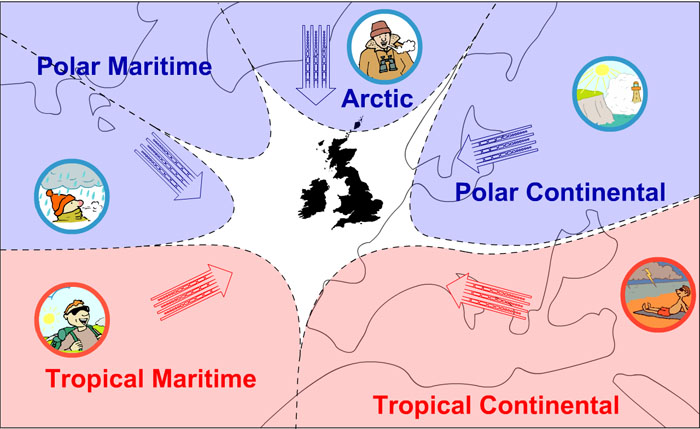 Polar Maritime
Arctic
Polar Continental
Tropical Maritime
Tropical Continental